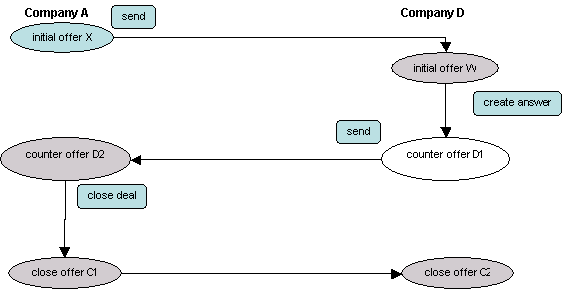 Company A
Company D
send
initial offer X
initial offer W
create answer
send
counter offer D2
counter offer D1
close deal
close offer C1
close offer C2